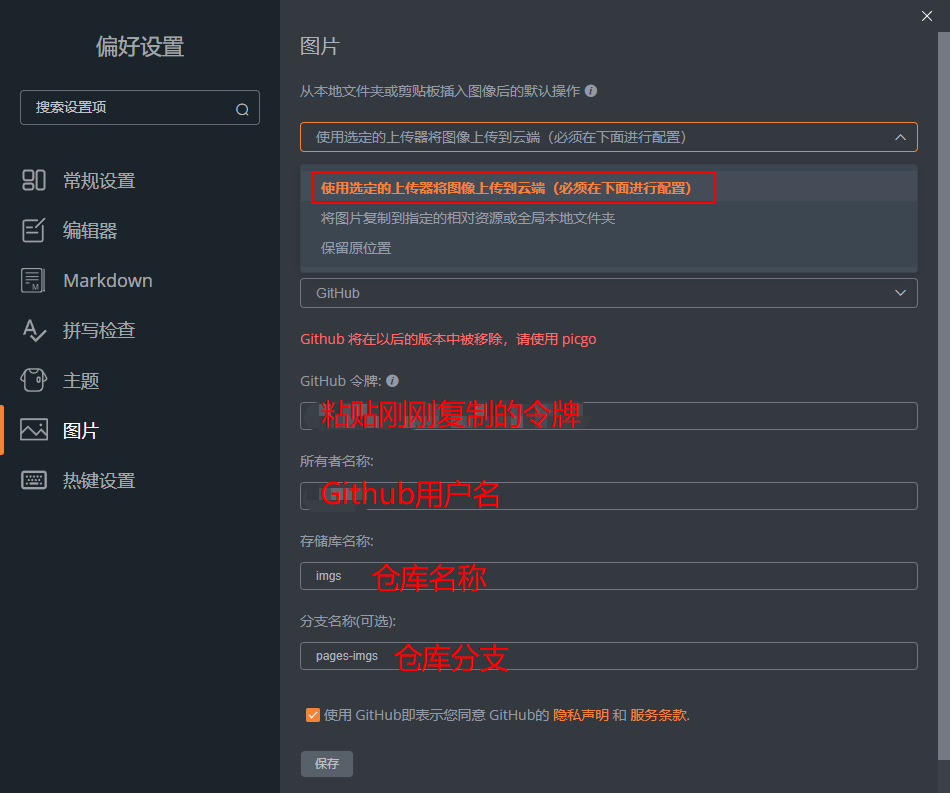 偏好设置
搜索设置项
常规设置
编辑器
Markdown
拼写检查
主题
图片
热键设置
图片
从本地文件夹或剪贴板插入图像后的默认操作
使用选定的上传器将图像上传到云端（必须在下面进行配置）
使用选定的上传器将图像上传到云端（必须在下面进行配置）
将图片复制到指定的相对资源或全局本地文件夹
保留原位置
GitHub
Github 将在以后的版本中被移除，请使用 picgo
GitHub 令牌:
粘贴刚刚复制的令牌
所有者名称:
Github用户名
存储库名称:
imgs 仓库名称
分支名称(可选):
pages-imgs 仓库分支
使用 GitHub即表示您同意 GitHub的 隐私声明 和 服务条款.
保存